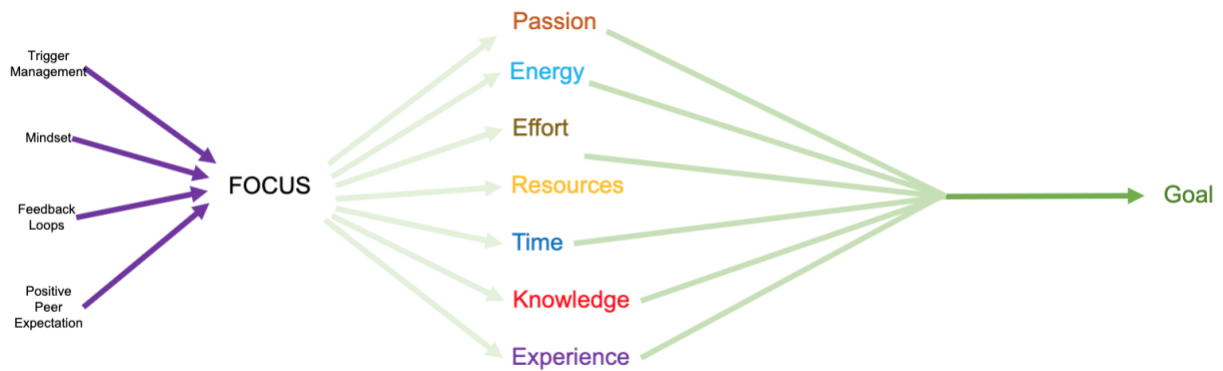 Trigger
Management
Mindset
Feedback
Loops
Positive
Peer
Expectation
FOCUS
Passion
Energy
Effort
Resources
Time
Knowledge
Experience
Goal